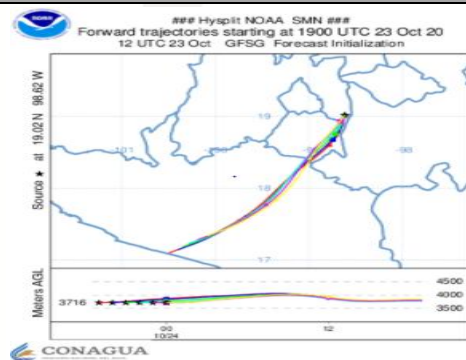 NOAA
### Hysplit NOAA SMN ###
Forward trajectories starting at 1900 UTC 23 Oct 20
12 UTC 23 Oct GFSG Forecast Initialization
Source ★ at 19.02 N 98.62 W
19
-101
-98
18
17
Meters AGL
3716
4500
4000
3500
00
12
10/24
CONAGUA